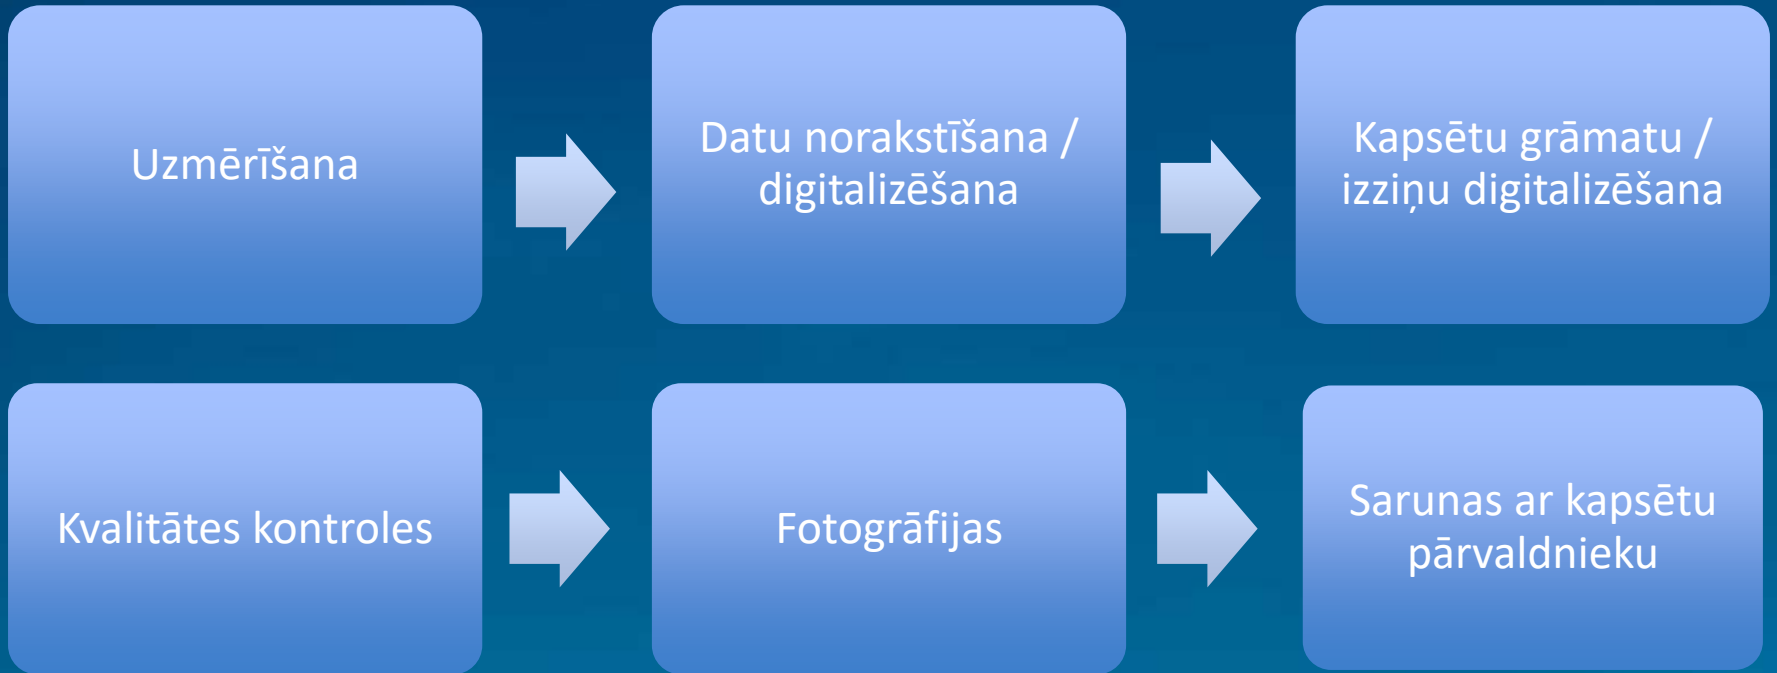 Uzmērīšana
Datu norakstīšana /
digitalizēšana
Kapsētu grāmatu /
izziņu digitalizēšana
Kvalitātes kontroles
Fotogrāfijas
Sarunas ar kapsētu
pārvaldnieku